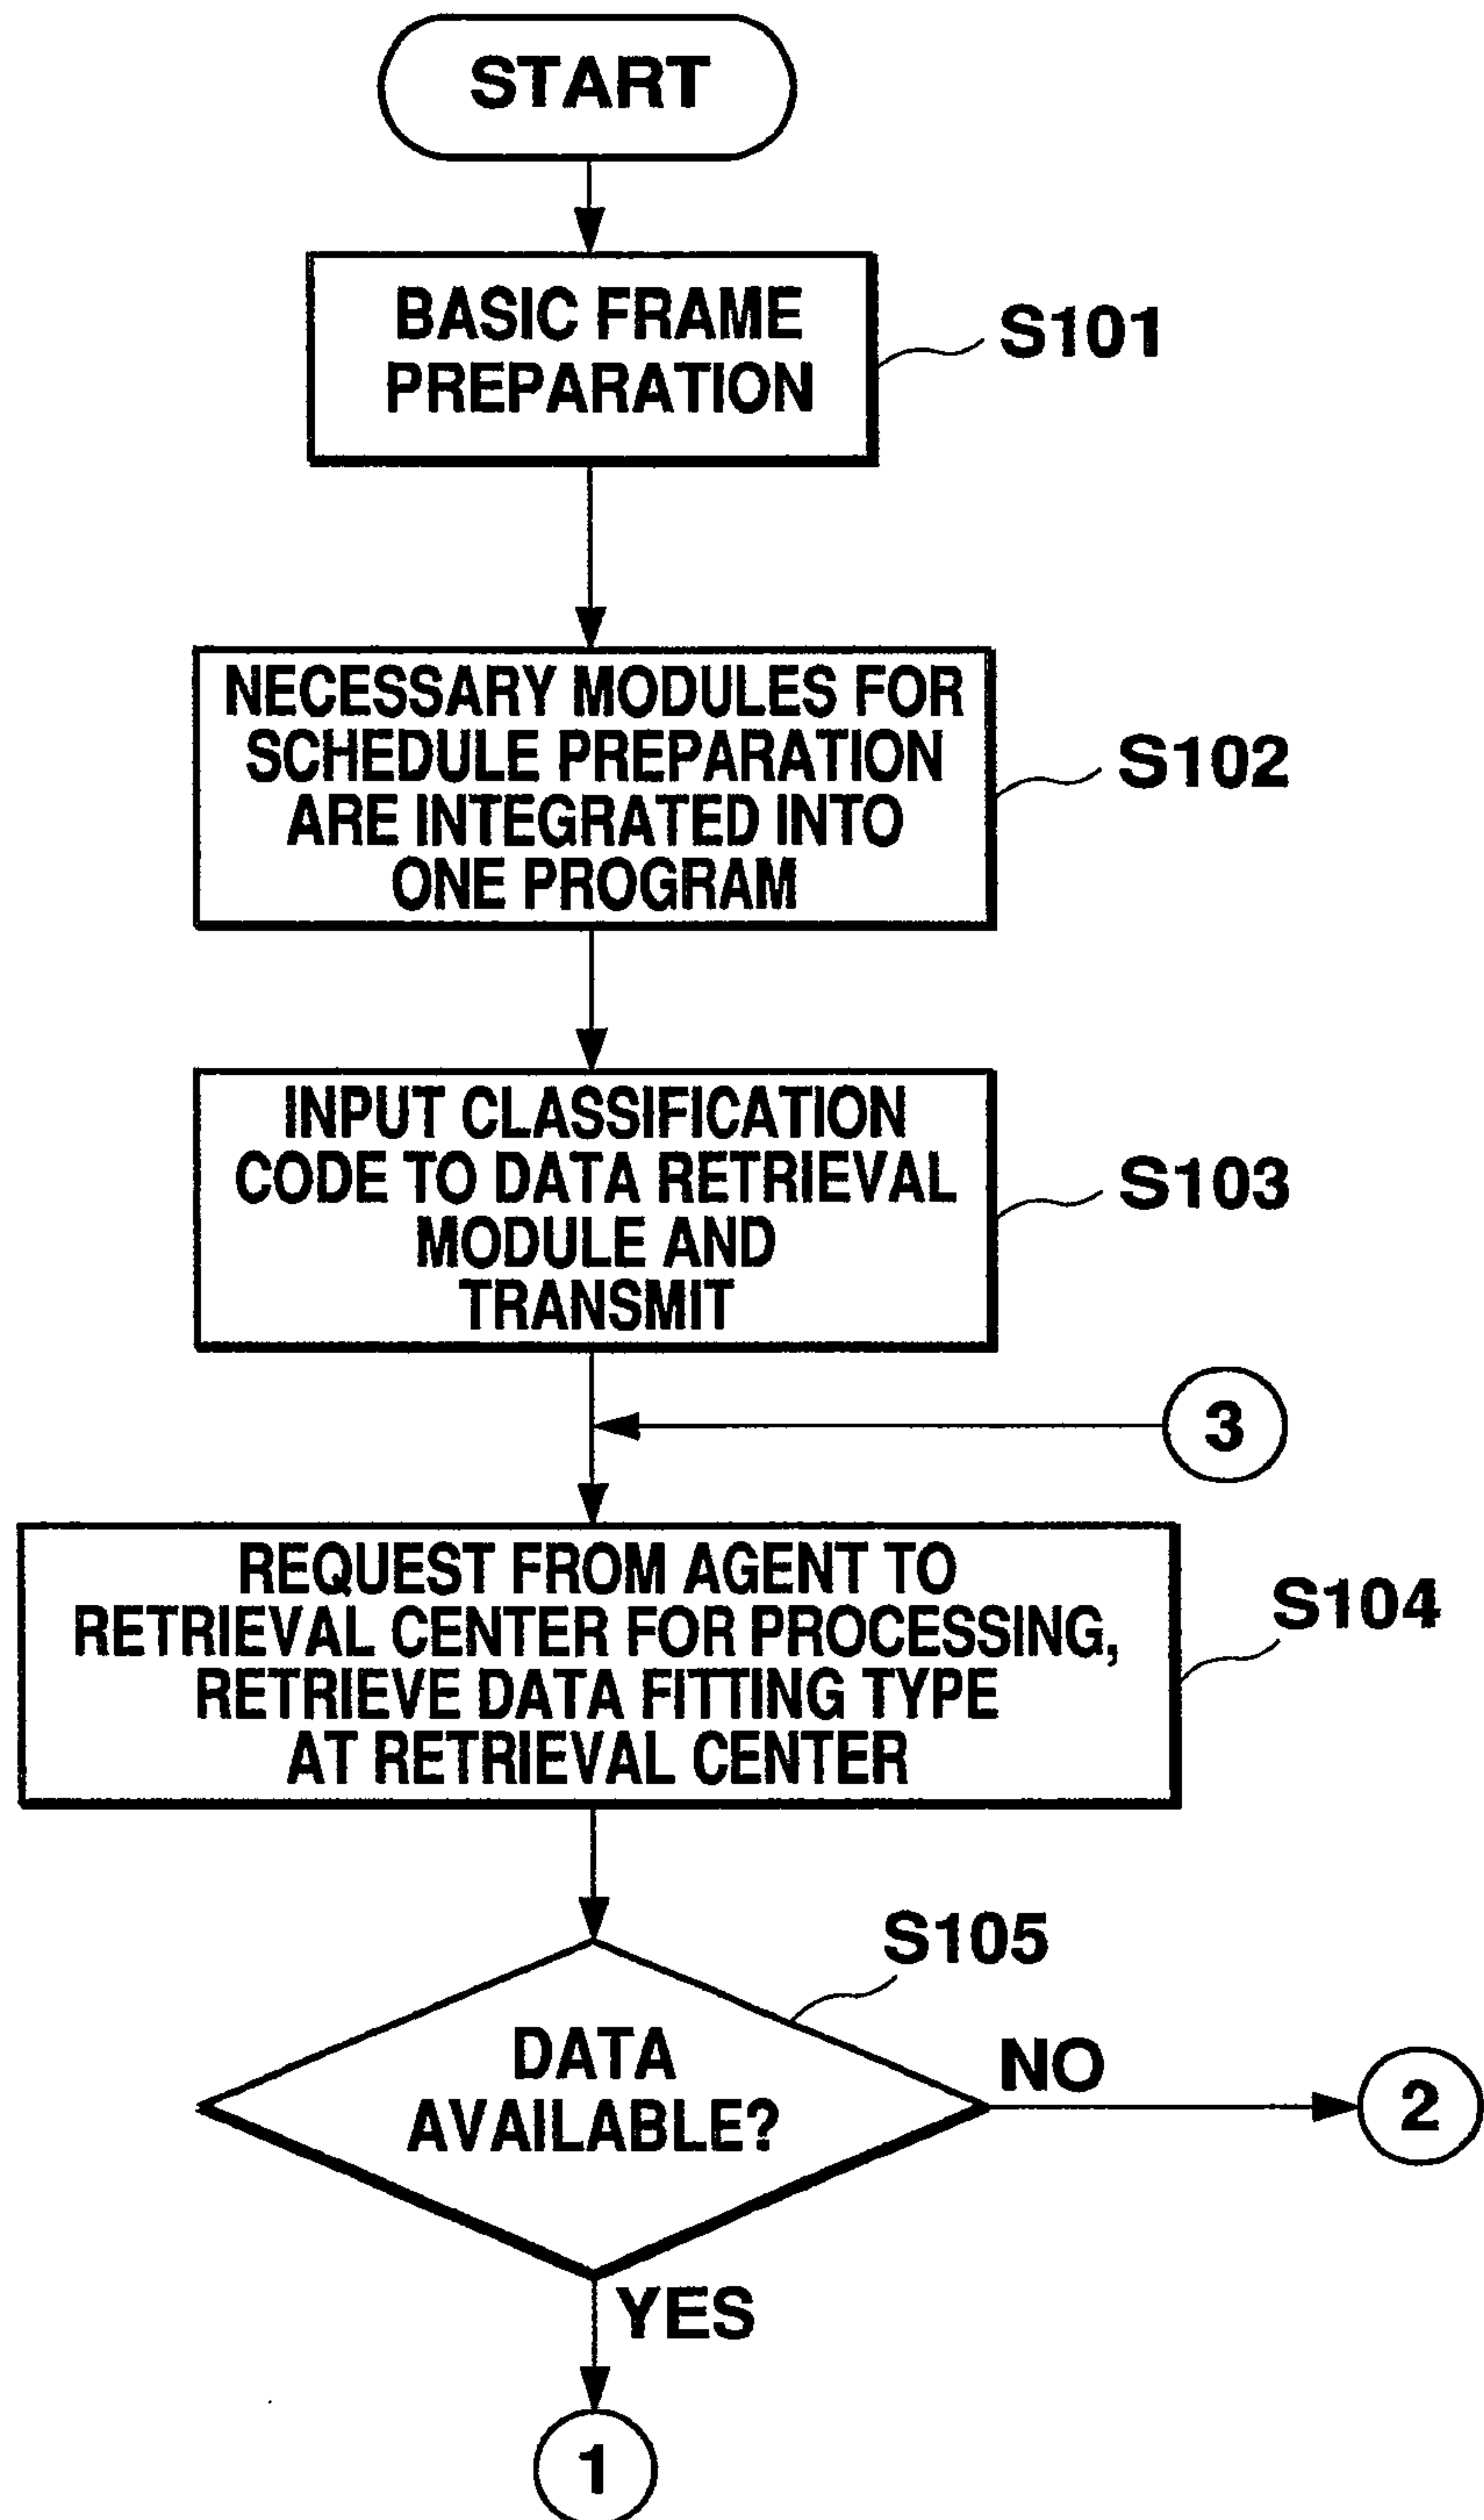 START
BASIC FRAME
PREPARATION
S101
NECESSARY MODULES FOR
SCHEDULE PREPARATION
ARE INTEGRATED INTO
ONE PROGRAM
S102
INPUT CLASSIFICATION
CODE TO DATA RETRIEVAL
MODULE AND
TRANSMIT
S103
3
REQUEST FROM AGENT TO
RETRIEVAL CENTER FOR PROCESSING,
RETRIEVE DATA FITTING TYPE
AT RETRIEVAL CENTER
S104
S105
DATA
AVAILABLE?
NO
2
YES
1